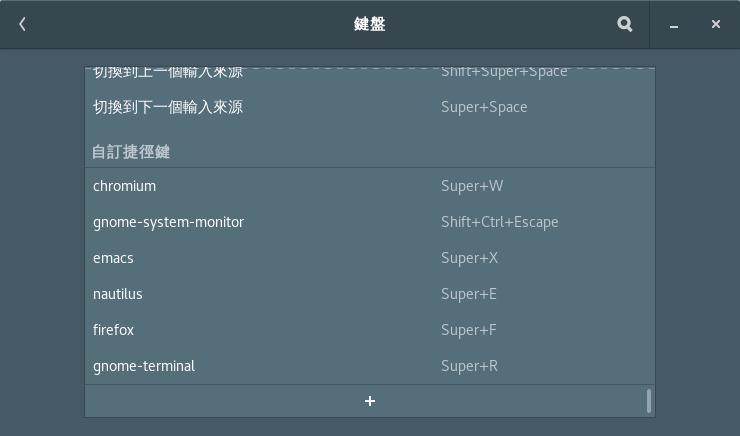 鍵盤
切換到上一個輸入來源 Shift+Super+Space
切換到下一個輸入來源 Super+Space
自訂捷徑鍵
chromium Super+W
gnome-system-monitor Shift+Ctrl+Escape
emacs Super+X
nautilus Super+E
firefox Super+F
gnome-terminal Super+R
+